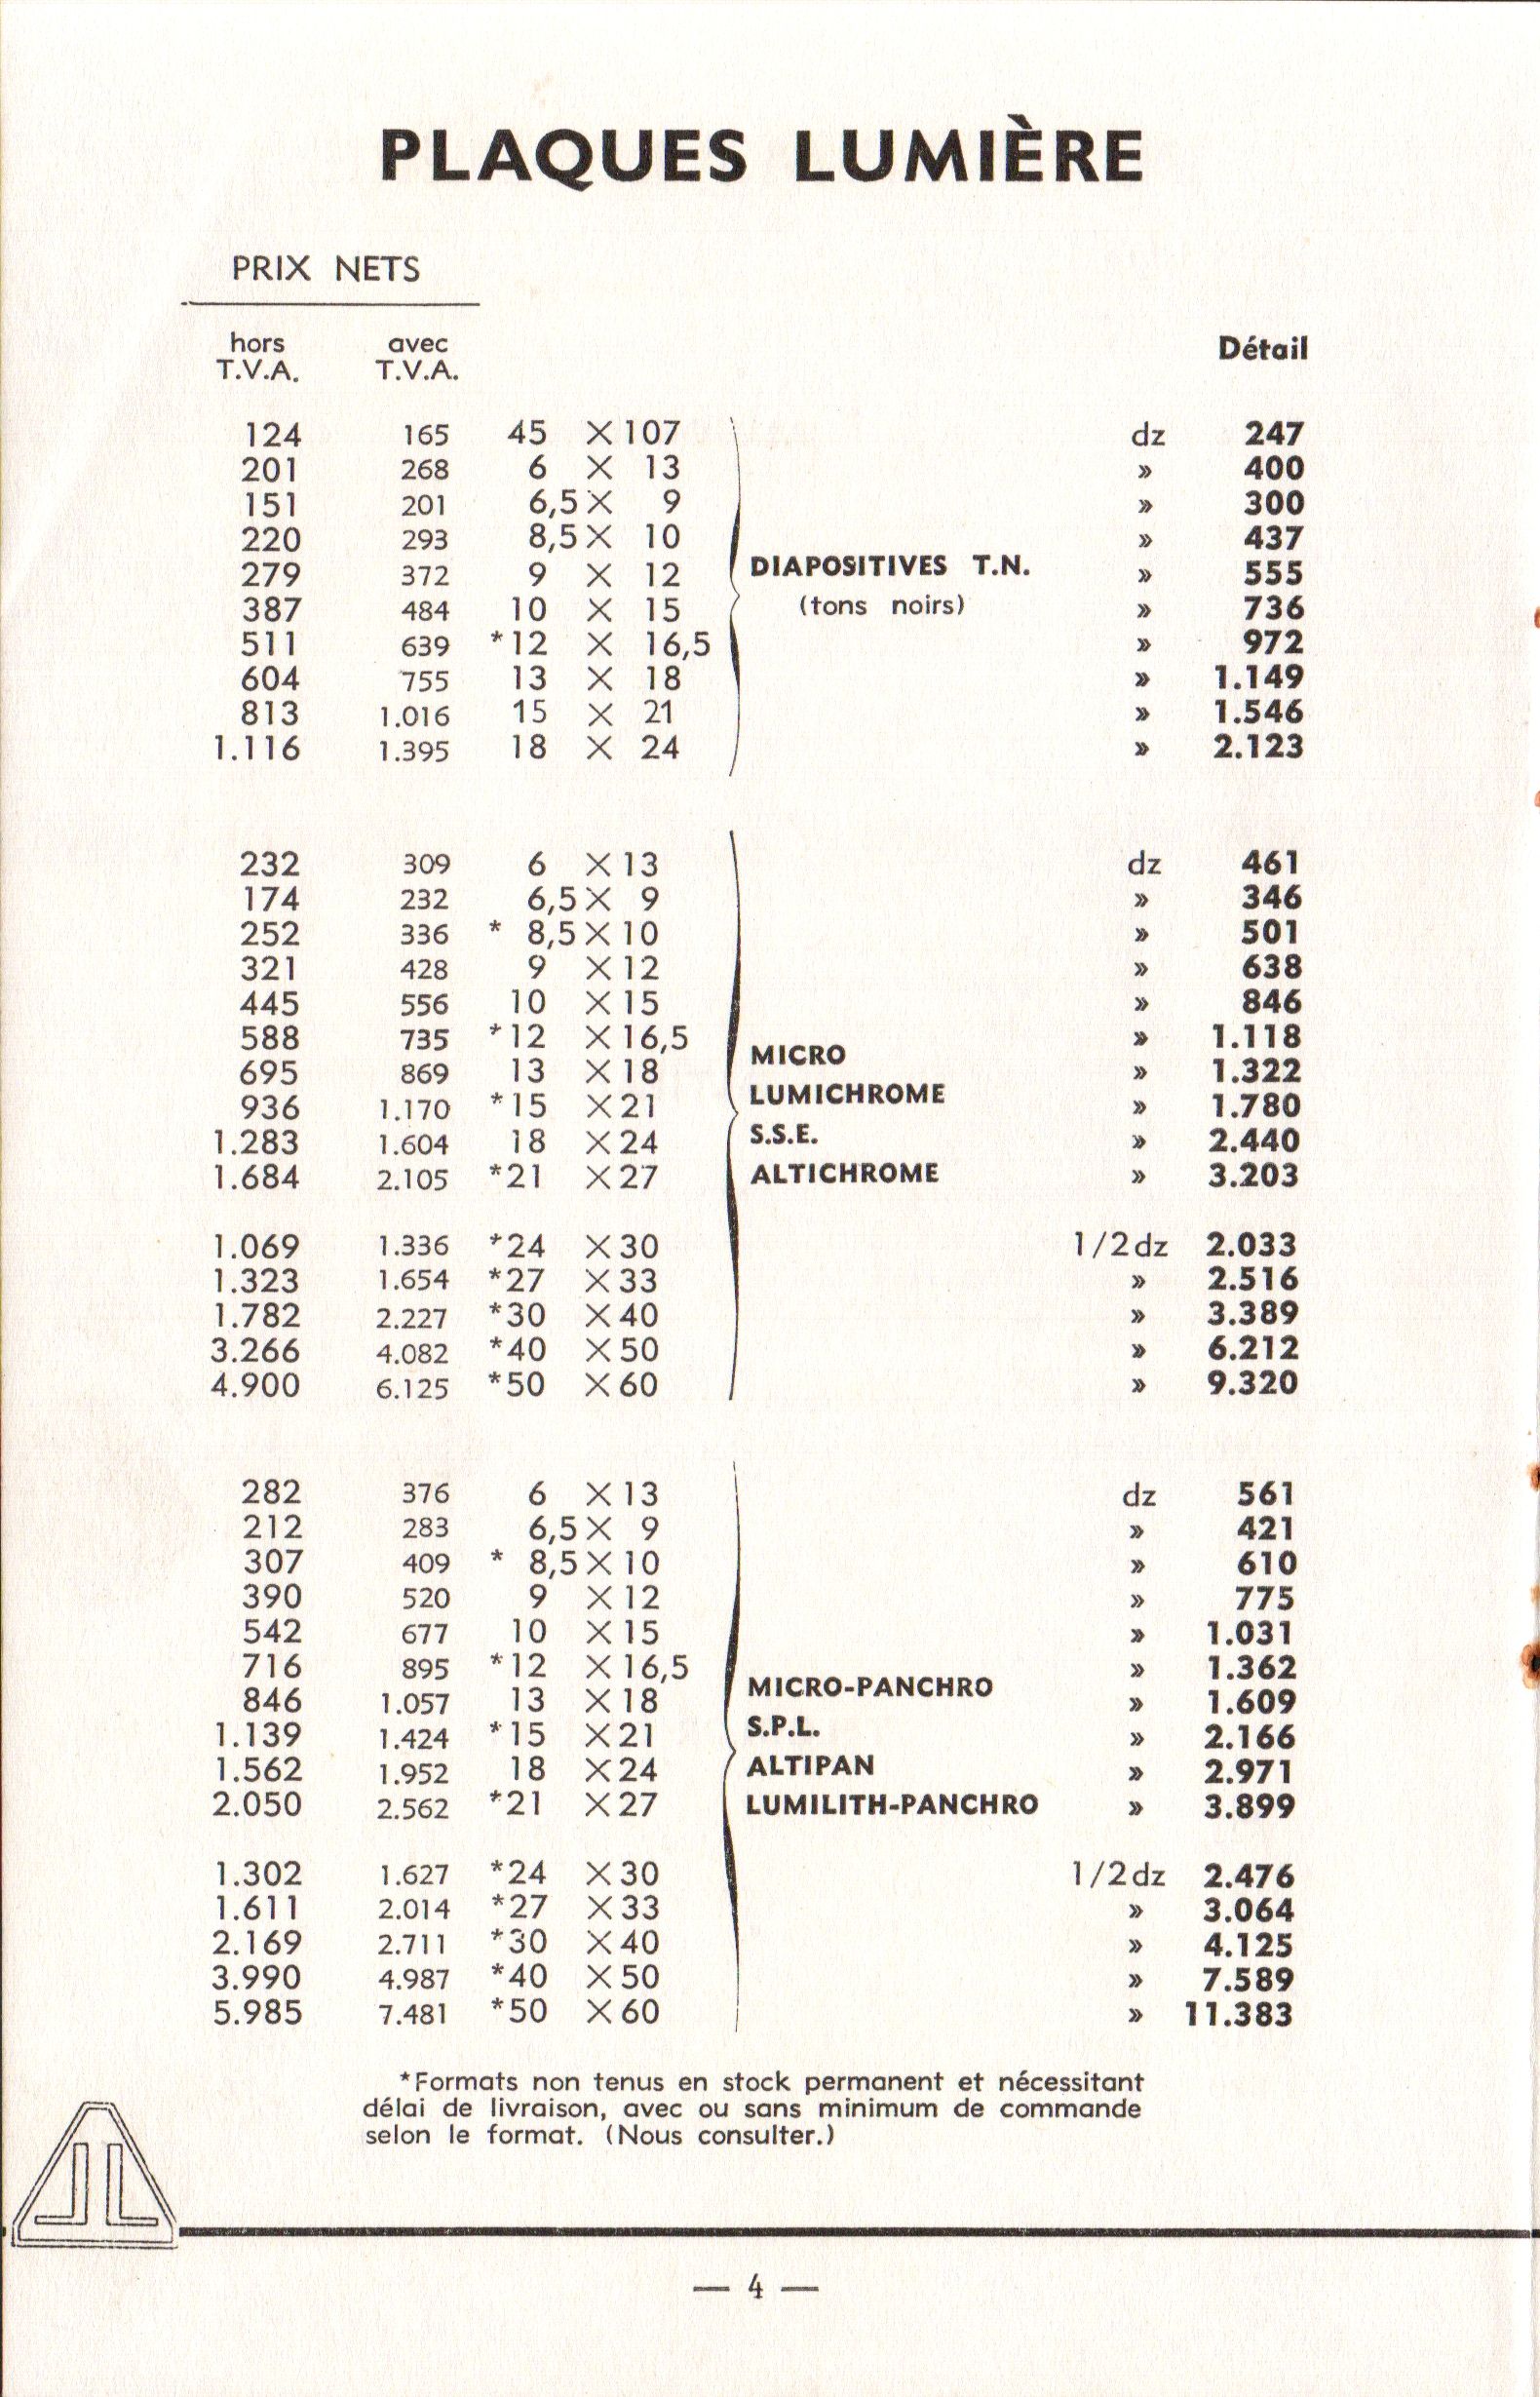 PLAQUES LUMIÈRE
PRIX NETS
hors T.V.A. avec T.V.A. Détail
124 165 45 × 107 dz 247
201 268 6 × 13 » 400
151 201 6,5 × 9 » 300
220 293 8,5 × 10 » 437
DIAPOSITIVES T.N.
279 372 9 × 12 » 555
(tons noirs)
387 484 10 × 15 » 736
511 639 *12 × 16,5 » 972
604 755 13 × 18 » 1.149
813 1.016 15 × 21 » 1.546
1.116 1.395 18 × 24 » 2.123
232 309 6 × 13 dz 461
174 232 6,5 × 9 » 346
252 336 * 8,5 × 10 » 501
321 428 9 × 12 » 638
445 556 10 × 15 » 846
588 735 *12 × 16,5 » 1.118
MICRO
695 869 13 × 18 » 1.322
LUMICHROME
936 1.170 *15 × 21 » 1.780
S.S.E.
1.283 1.604 18 × 24 » 2.440
ALTICHROME
1.684 2.105 *21 × 27 » 3.203
1.069 1.336 *24 × 30 1/2 dz 2.033
1.323 1.654 *27 × 33 » 2.516
1.782 2.227 *30 × 40 » 3.389
3.266 4.082 *40 × 50 » 6.212
4.900 6.125 *50 × 60 » 9.320
282 376 6 × 13 dz 561
212 283 6,5 × 9 » 421
307 409 * 8,5 × 10 » 610
390 520 9 × 12 » 775
542 677 10 × 15 » 1.031
716 895 *12 × 16,5 » 1.362
MICRO-PANCHRO
846 1.057 13 × 18 » 1.609
S.P.L.
1.139 1.424 *15 × 21 » 2.166
ALTIPAN
1.562 1.952 18 × 24 » 2.971
LUMILITH-PANCHRO
2.050 2.562 *21 × 27 » 3.899
1.302 1.627 *24 × 30 1/2 dz 2.476
1.611 2.014 *27 × 33 » 3.064
2.169 2.711 *30 × 40 » 4.125
3.990 4.987 *40 × 50 » 7.589
5.985 7.481 *50 × 60 » 11.383
*Formats non tenus en stock permanent et nécessitant
délai de livraison, avec ou sans minimum de commande
selon le format. (Nous consulter.)
JL
— 4 —